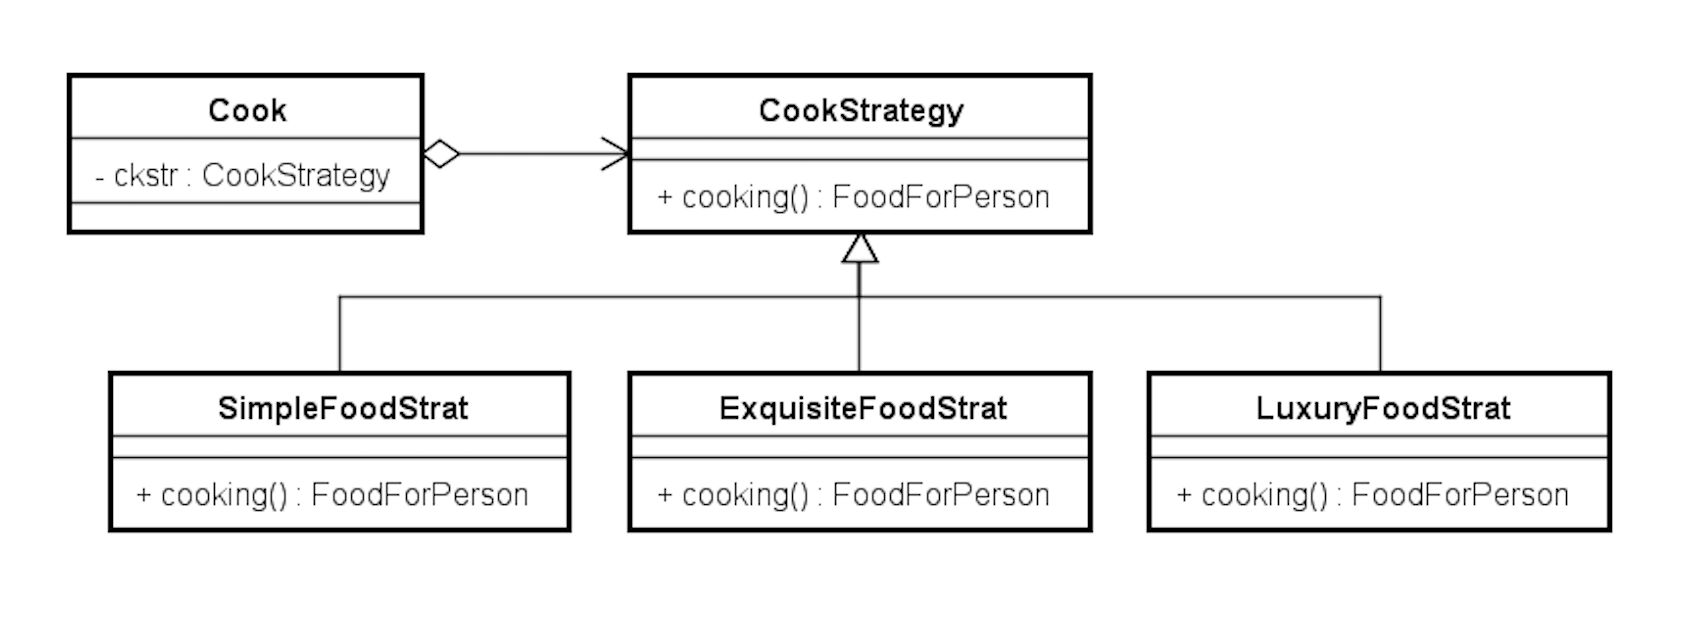 Cook
- ckstr : CookStrategy
CookStrategy
+ cooking() : FoodForPerson
SimpleFoodStrat
+ cooking() : FoodForPerson
ExquisiteFoodStrat
+ cooking() : FoodForPerson
LuxuryFoodStrat
+ cooking() : FoodForPerson